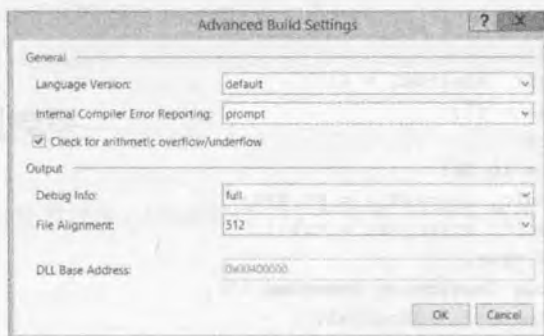 Advanced Build Settings ? X
General
Language Version: default
Internal Compiler Error Reporting: prompt
Check for arithmetic overflow/underflow
Output
Debug Info: full
File Alignment: 512
DLL Base Address: 0x00400000
OK Cancel